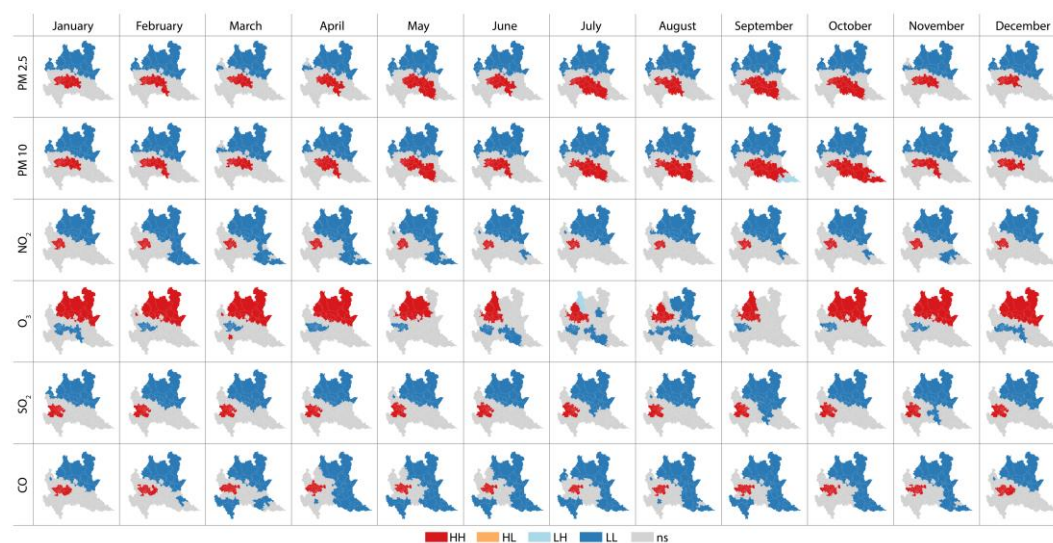 January February March April May June July August September October November December
PM 2.5
PM 10
NO₂
O₃
SO₂
CO
HH HL LH LL ns